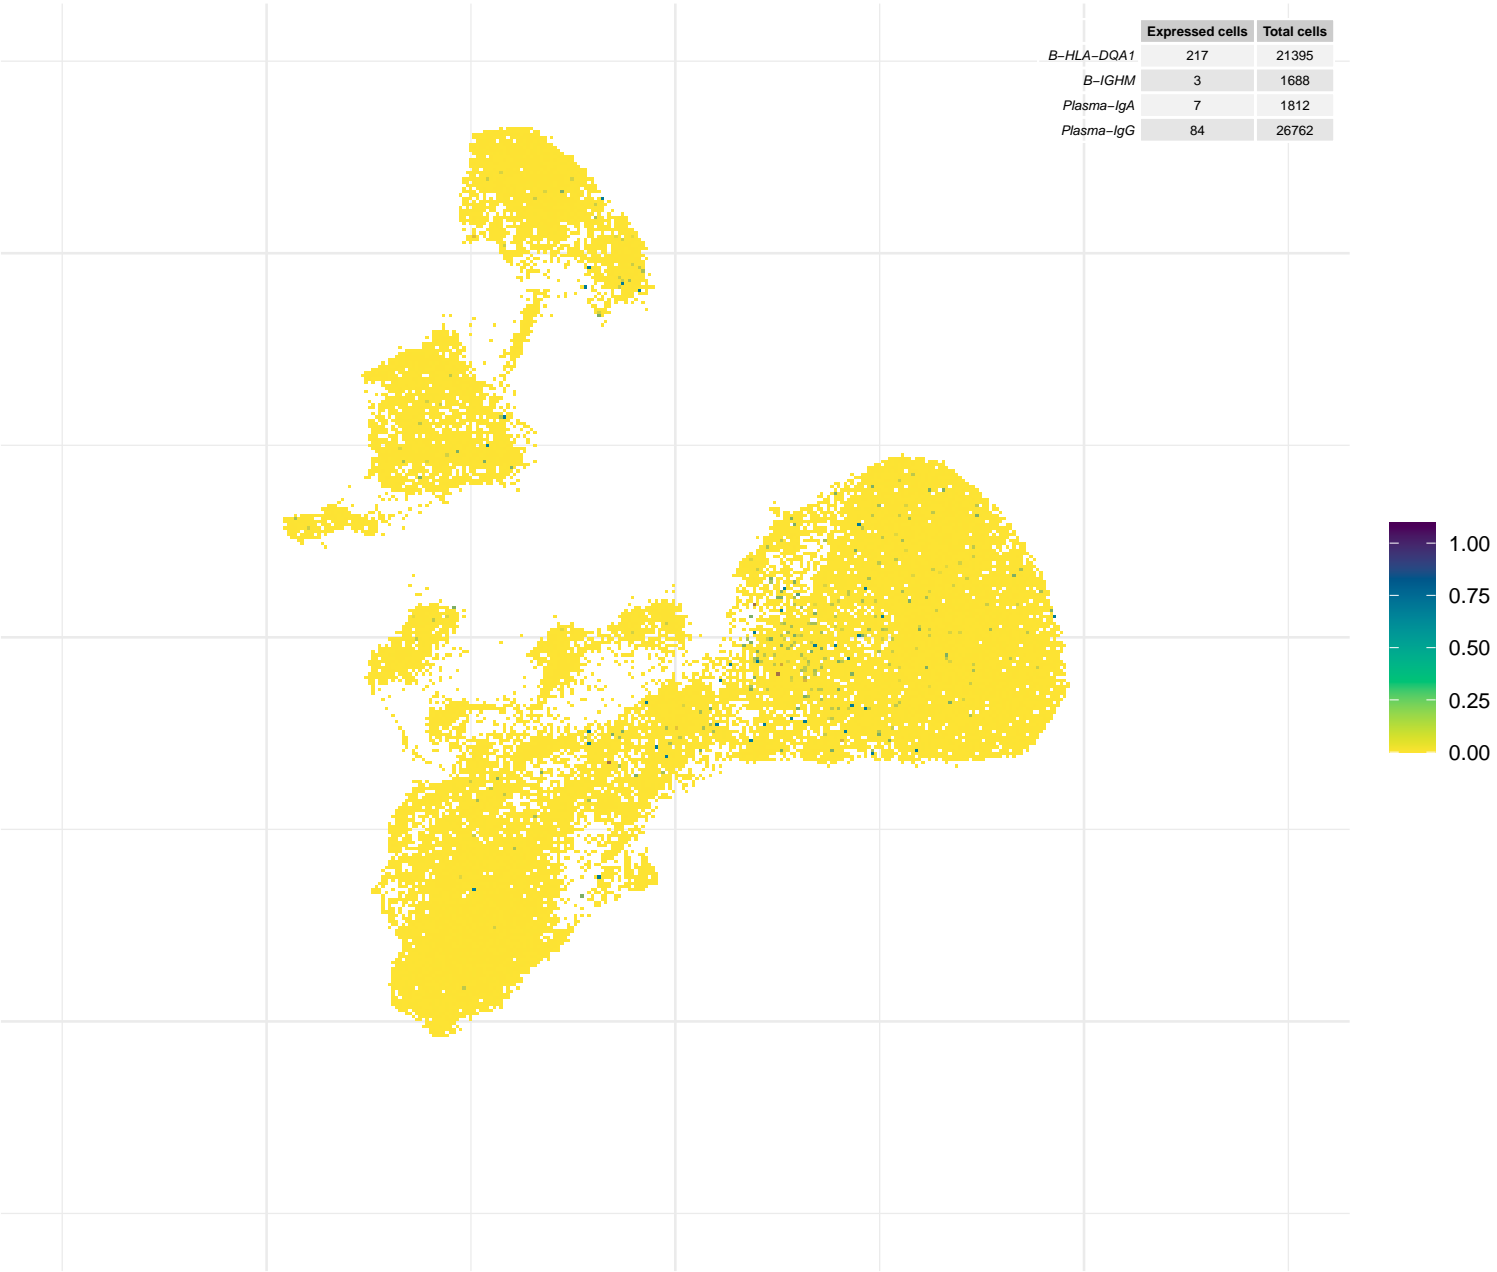 Expressed cells Total cells
B−HLA−DQA1 217 21395
B−IGHM 3 1688
Plasma−IgA 7 1812
Plasma−IgG 84 26762
1.00
0.75
0.50
0.25
0.00